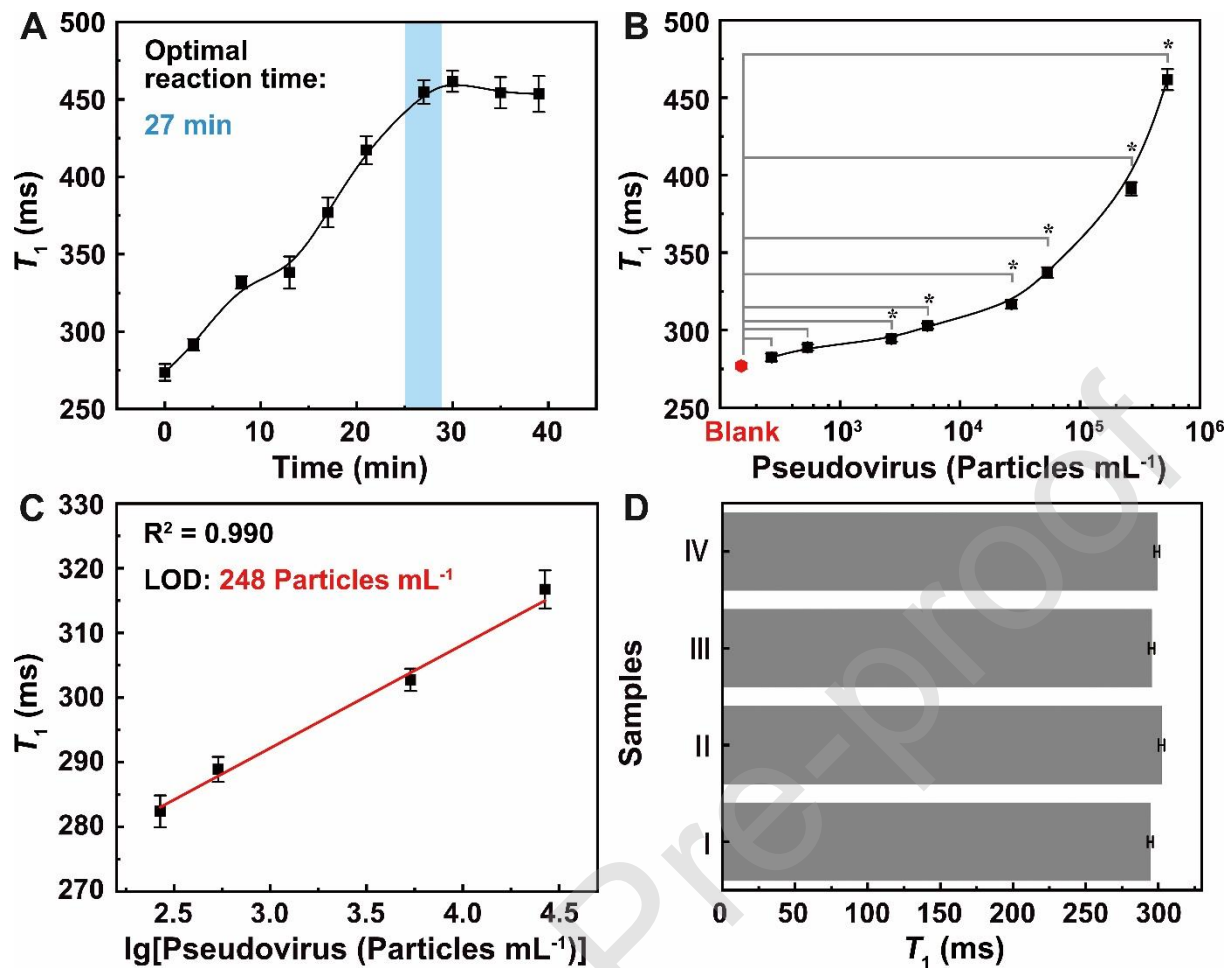 A
Optimal
reaction time:
27 min
500
450
400
350
300
250
T₁ (ms)
0 10 20 30 40
Time (min)
B
500
450
400
350
300
250
T₁ (ms)
* * * * * *
Blank 10³ 10⁴ 10⁵ 10⁶
Pseudovirus (Particles mL⁻¹)
C
R² = 0.990
LOD: 248 Particles mL⁻¹
330
320
310
300
290
280
270
T₁ (ms)
2.5 3.0 3.5 4.0 4.5
lg[Pseudovirus (Particles mL⁻¹)]
D
IV
III
II
I
Samples
0 50 100 150 200 250 300
T₁ (ms)
Pre-proof